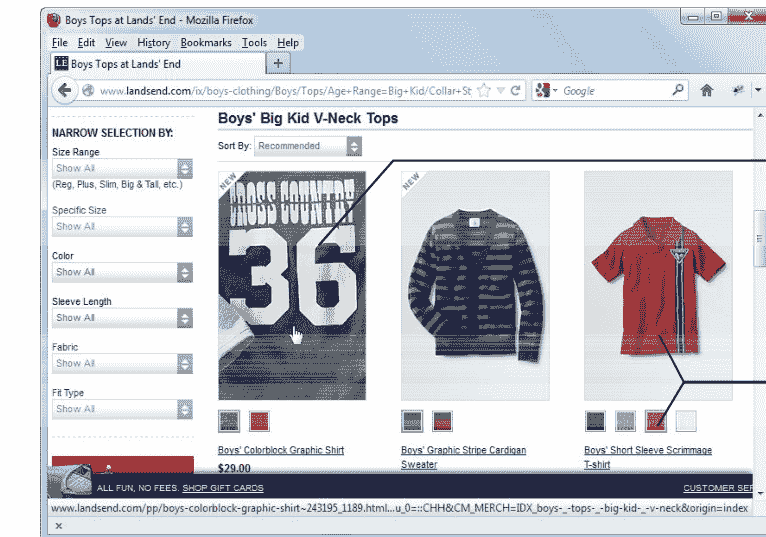 Boys Tops at Lands' End - Mozilla Firefox
File Edit View History Bookmarks Tools Help
LE Boys Tops at Lands' End +
www.landsend.com/ix/boys-clothing/Boys/Tops/Age+Range=Big+Kid/Collar+St Google
Boys' Big Kid V-Neck Tops
NARROW SELECTION BY:
Sort By: Recommended
Size Range
Show All
(Reg, Plus, Slim, Big & Tall, etc.)
Specific Size
Show All
Color
Show All
Sleeve Length
Show All
Fabric
Show All
Fit Type
Show All
NEW
CROSS COUNTRY
36
NEW
Boys' Colorblock Graphic Shirt
$29.00
Boys' Graphic Stripe Cardigan
Sweater
Boys' Short Sleeve Scrimmage
T-shirt
ALL FUN, NO FEES. SHOP GIFT CARDS CUSTOMER SER
www.landsend.com/pp/boys-colorblock-graphic-shirt~243195_1189.html...u_0=::CHH&CM_MERCH=IDX_boys-_-tops-_-big-kid-_-v-neck&origin=index
x